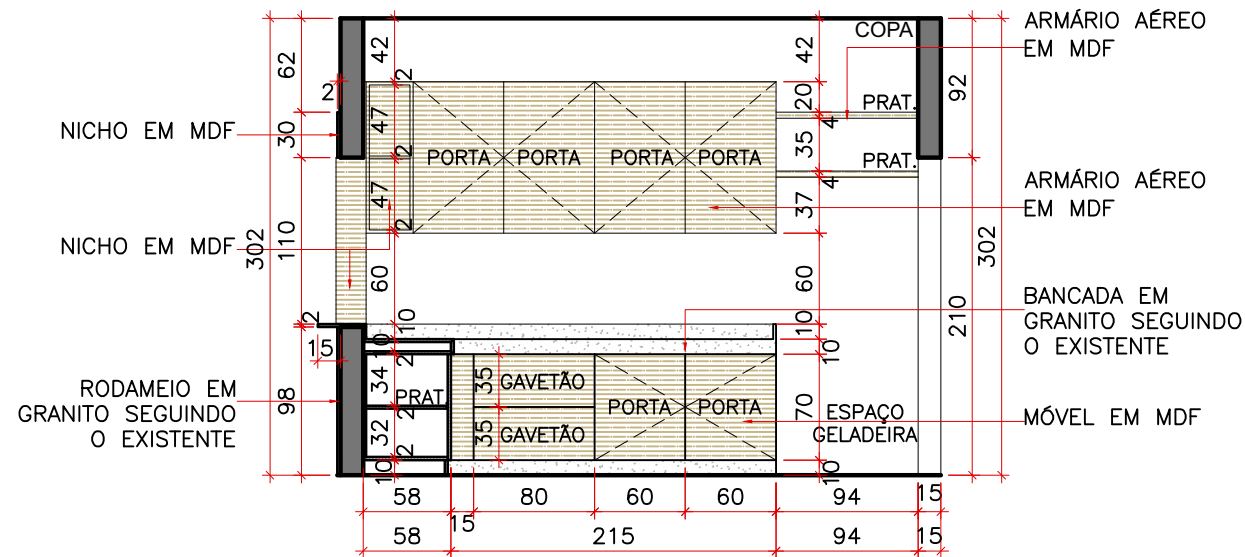 ARMÁRIO AÉREO
EM MDF
COPA
42
42
62
2
92
2
20
PRAT.
4
NICHO EM MDF
30
47
2
PORTA PORTA PORTA PORTA
35
PRAT.
4
ARMÁRIO AÉREO
EM MDF
47
2
37
NICHO EM MDF
302
110
60
60
302
210
BANCADA EM
GRANITO SEGUINDO
O EXISTENTE
2
10
10
15
10
2
10
RODAMEIO EM
GRANITO SEGUINDO
O EXISTENTE
98
34
PRAT.
35
GAVETÃO
PORTA PORTA
70
ESPAÇO
GELADEIRA
MÓVEL EM MDF
2
32
2
35
GAVETÃO
10
10
58 80 60 60 94 15
15
58 215 94 15